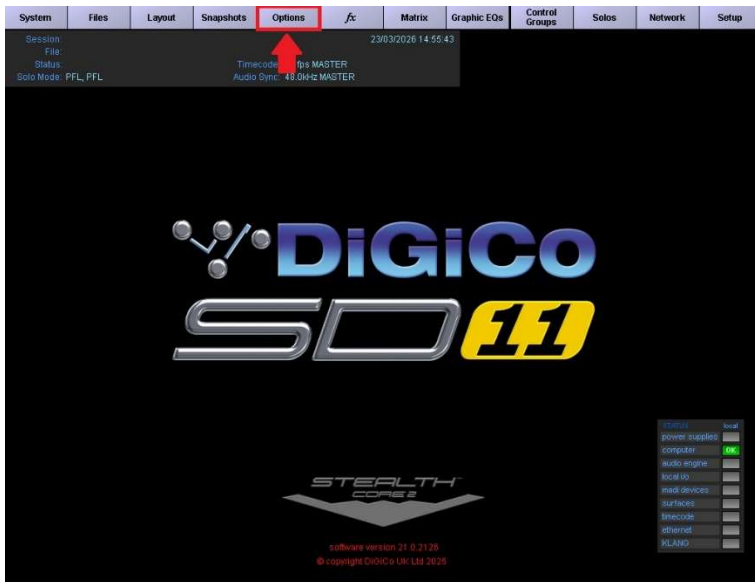 System Files Layout Snapshots Options fx Matrix Graphic EQs Control Groups Solos Network Setup
Session: 23/03/2026 14:55:43
File:
Status: Timecode: fps MASTER
Solo Mode: PFL, PFL Audio Sync: 48.0kHz MASTER
DiGiCo
SD11
status local
power supplies
computer OK
audio engine
local i/o
madi devices
surfaces
timecode
ethernet
KLANG
STEALTH
CORE 2
software version 21.0.2126
© copyright DiGiCo UK Ltd 2026